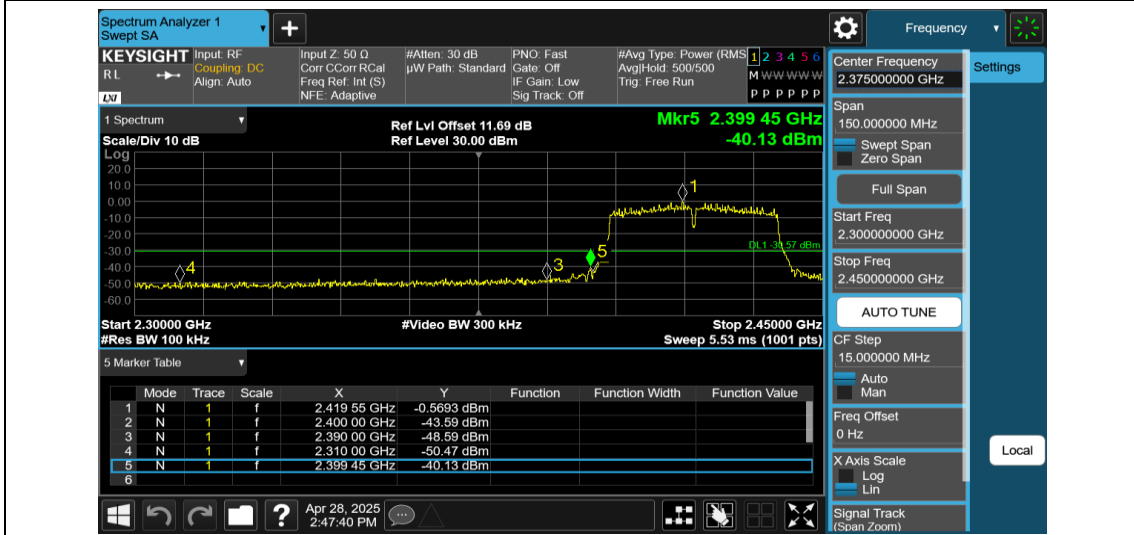 Spectrum Analyzer 1
Swept SA
Frequency
KEYSIGHT
RL
LXI
Input: RF
Coupling: DC
Align: Auto
Input Z: 50 Ω
Corr CCorr RCal
Freq Ref: Int (S)
NFE: Adaptive
#Atten: 30 dB
µW Path: Standard
PNO: Fast
Gate: Off
IF Gain: Low
Sig Track: Off
#Avg Type: Power (RMS
Avg|Hold: 500/500
Trig: Free Run
1 2 3 4 5 6
M W W W W W
P P P P P P
1 Spectrum
Scale/Div 10 dB
Ref Lvl Offset 11.69 dB
Ref Level 30.00 dBm
Mkr5 2.399 45 GHz
-40.13 dBm
Log
20.0
10.0
0.00
-10.0
-20.0
-30.0
-40.0
-50.0
-60.0
1
3
4
5
DL1 -30.57 dBm
Start 2.30000 GHz
#Video BW 300 kHz
Stop 2.45000 GHz
#Res BW 100 kHz
Sweep 5.53 ms (1001 pts)
5 Marker Table
Mode Trace Scale X Y Function Function Width Function Value
1 N 1 f 2.419 55 GHz -0.5693 dBm
2 N 1 f 2.400 00 GHz -43.59 dBm
3 N 1 f 2.390 00 GHz -48.59 dBm
4 N 1 f 2.310 00 GHz -50.47 dBm
5 N 1 f 2.399 45 GHz -40.13 dBm
6
Apr 28, 2025
2:47:40 PM
Center Frequency
2.375000000 GHz
Settings
Span
150.000000 MHz
Swept Span
Zero Span
Full Span
Start Freq
2.300000000 GHz
Stop Freq
2.450000000 GHz
AUTO TUNE
CF Step
15.000000 MHz
Auto
Man
Freq Offset
0 Hz
Local
X Axis Scale
Log
Lin
Signal Track
(Span Zoom)